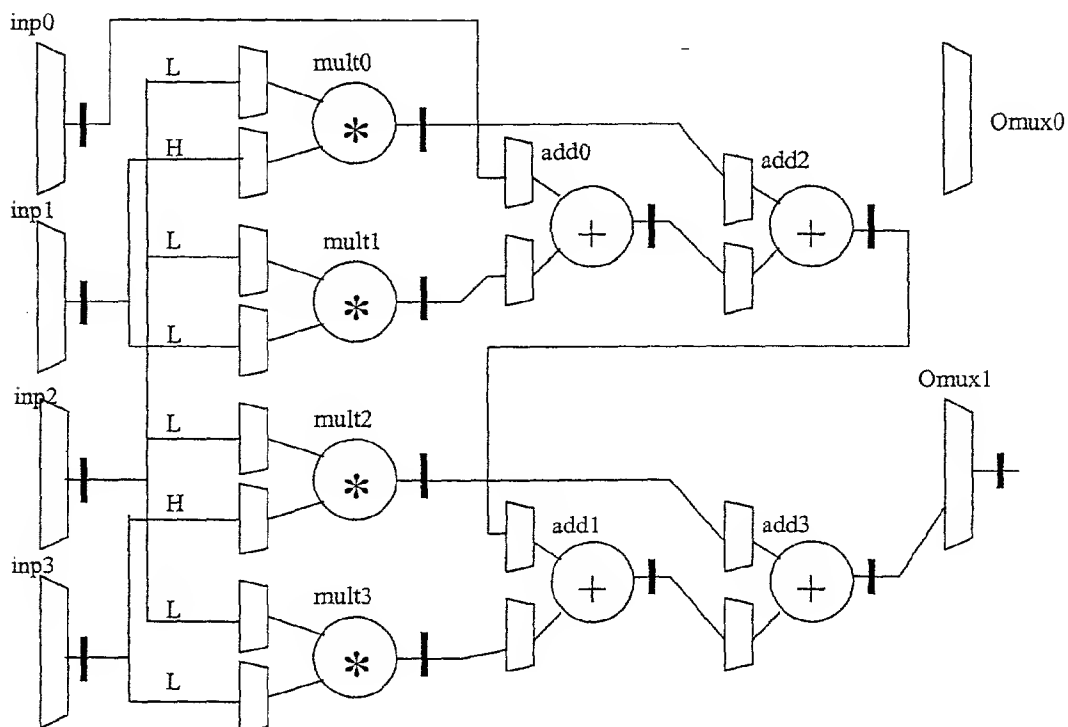 inp0
L
mult0
*
Omux0
H
add0
add2
+
inp1
L
mult1
+
*
L
Omux1
inp2
L
mult2
*
H
add1
add3
+
+
inp3
L
mult3
*
L